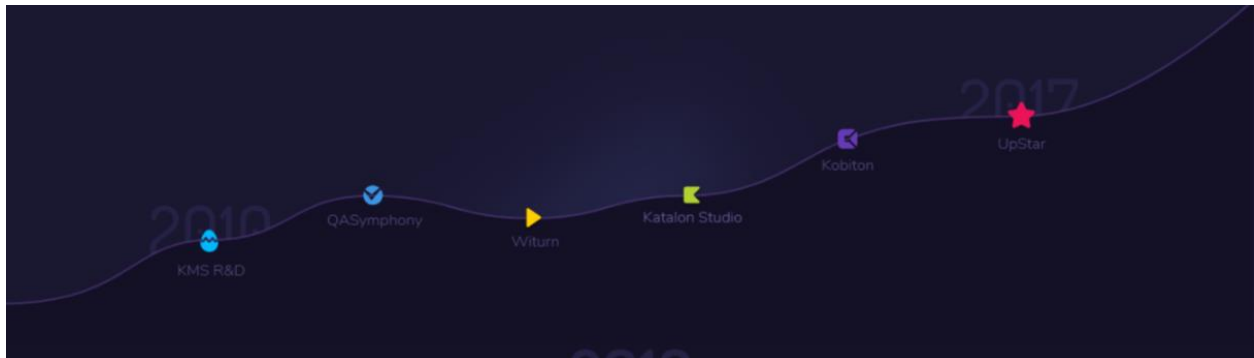 2017
UpStar
Kobiton
2010
QASymphony
Katalon Studio
Witurn
KMS R&D